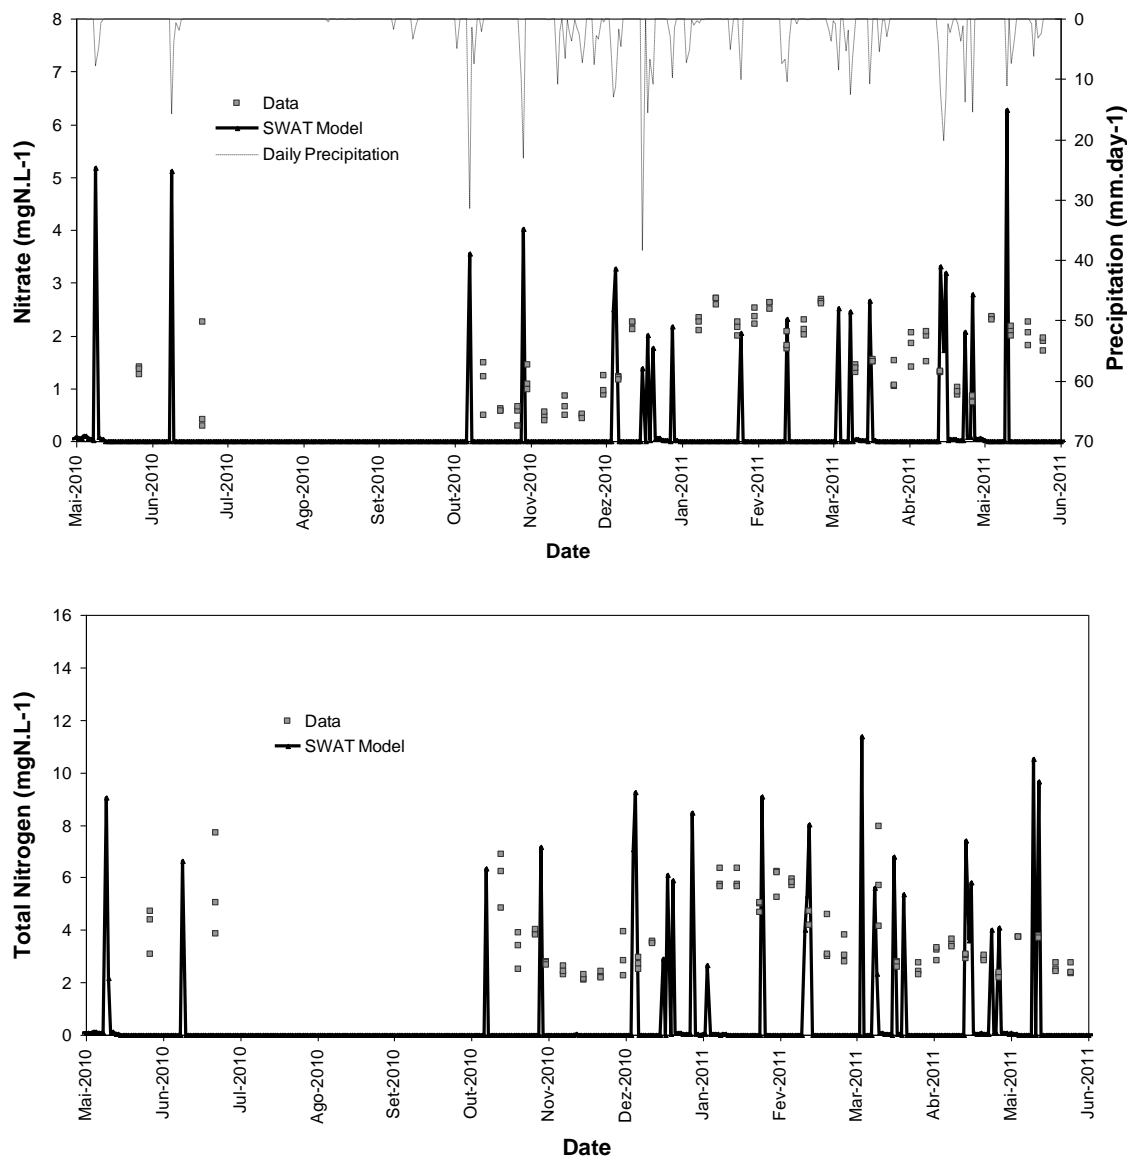 8
7
6
5
4
3
2
1
0
Nitrate (mgN.L-1)
Data
SWAT Model
Daily Precipitation
0
10
20
30
40
50
60
70
Precipitation (mm.day-1)
Mai-2010
Jun-2010
Jul-2010
Ago-2010
Set-2010
Out-2010
Nov-2010
Dez-2010
Jan-2011
Fev-2011
Mar-2011
Abr-2011
Mai-2011
Jun-2011
Date
16
14
12
10
8
6
4
2
0
Total Nitrogen (mgN.L-1)
Data
SWAT Model
Mai-2010
Jun-2010
Jul-2010
Ago-2010
Set-2010
Out-2010
Nov-2010
Dez-2010
Jan-2011
Fev-2011
Mar-2011
Abr-2011
Mai-2011
Jun-2011
Date